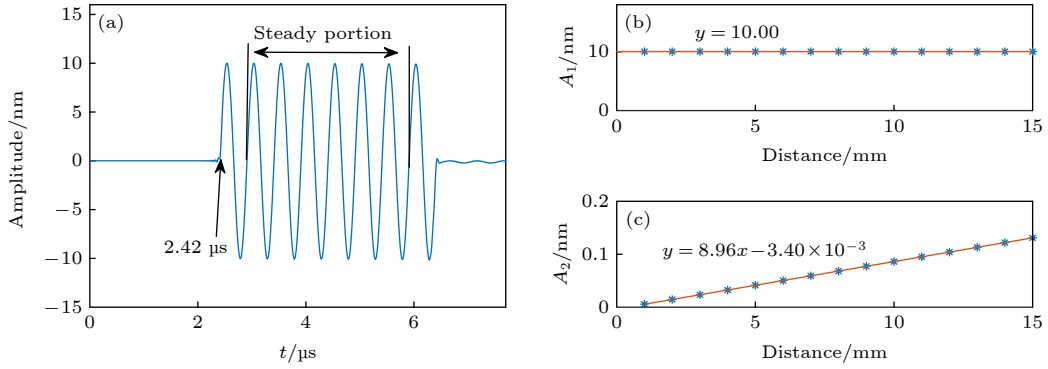 (a)
Steady portion
2.42 µs
15
10
5
0
−5
−10
−15
Amplitude/nm
0
2
4
6
t/µs
(b)
y = 10.00
10
0
A₁/nm
0
5
10
15
Distance/mm
(c)
y = 8.96x−3.40×10⁻³
0.2
0.1
0
A₂/nm
0
5
10
15
Distance/mm